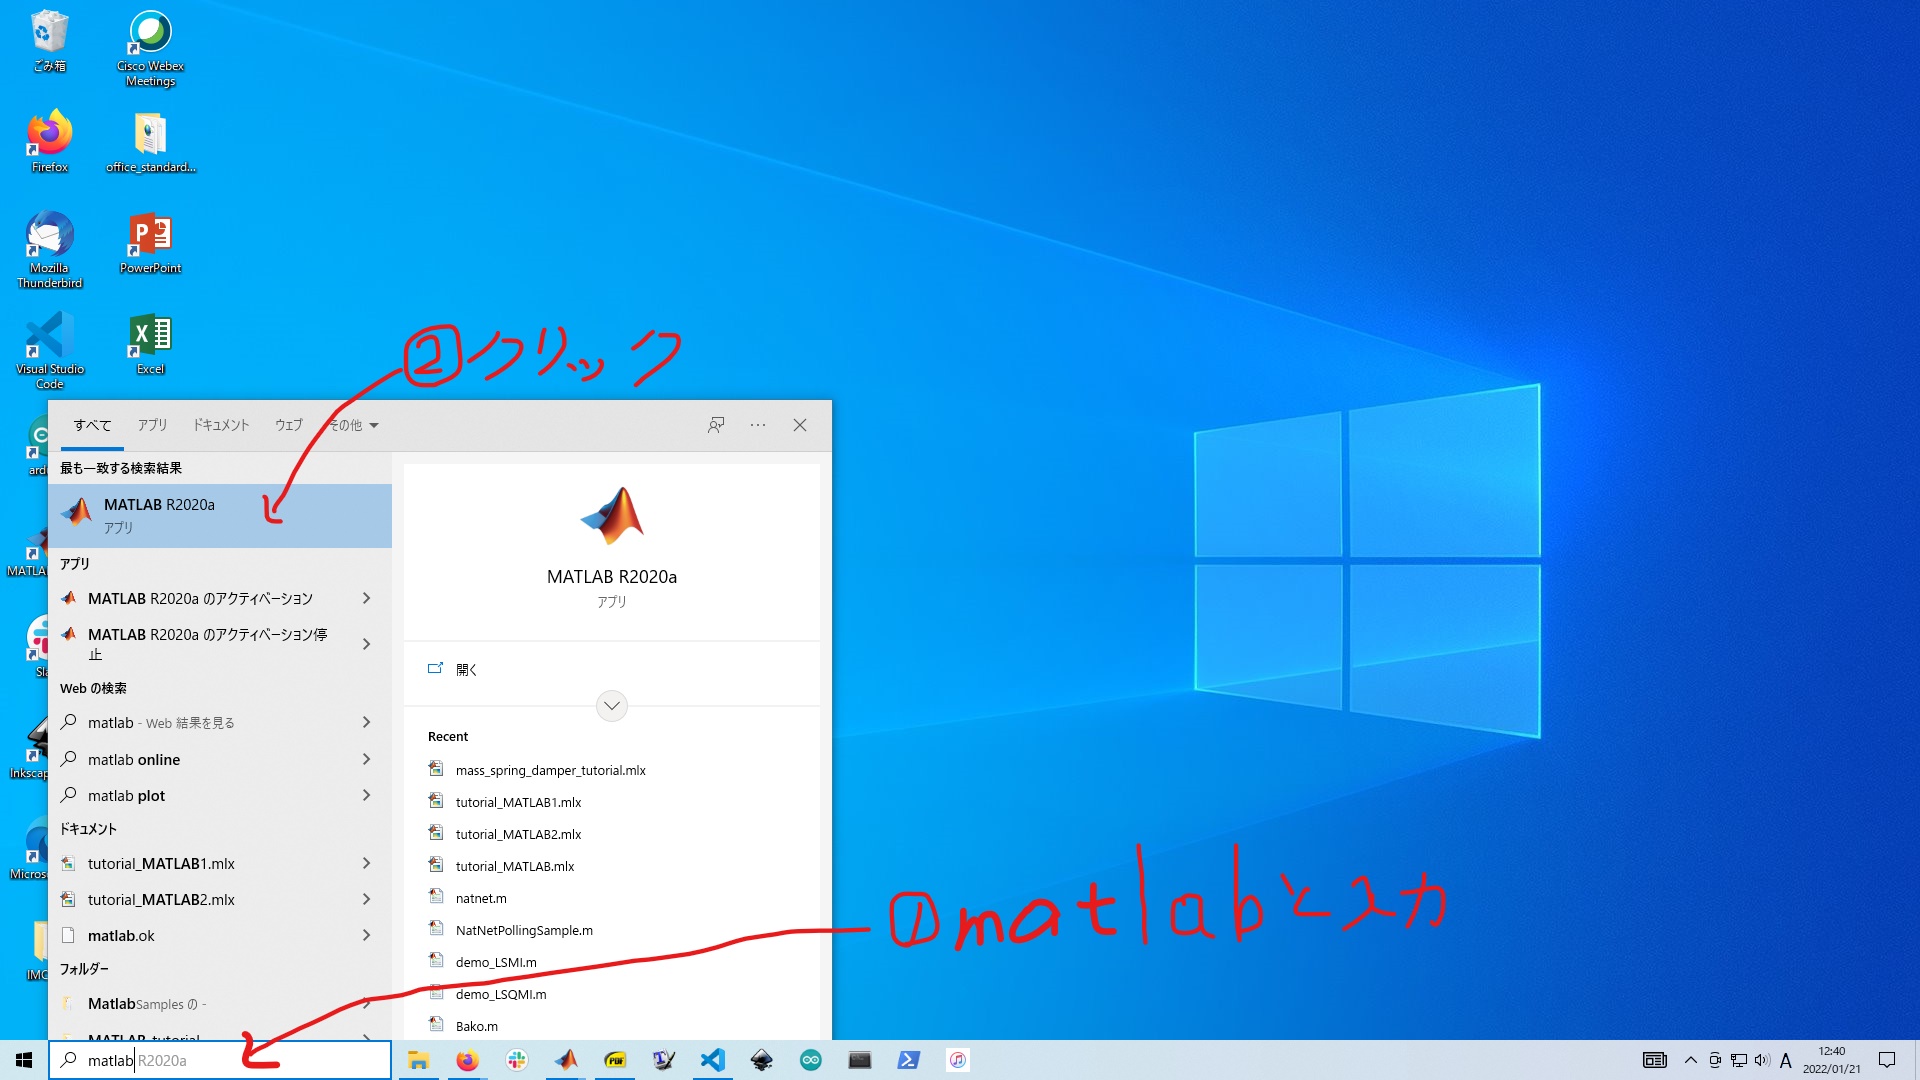 ごみ箱
Cisco Webex
Meetings
Firefox
office_standard...
Mozilla
Thunderbird
PowerPoint
Visual Studio
Code
Excel
②クリック
すべて アプリ ドキュメント ウェブ その他
最も一致する検索結果
MATLAB R2020a
アプリ
アプリ
MATLAB R2020a のアクティベーション
MATLAB R2020a のアクティベーション停
止
Web の検索
matlab - Web 結果を見る
matlab online
matlab plot
ドキュメント
tutorial_MATLAB1.mlx
tutorial_MATLAB2.mlx
matlab.ok
フォルダー
MatlabSamples の -
MATLAB_tutorial
MATLAB R2020a
アプリ
開く
Recent
mass_spring_damper_tutorial.mlx
tutorial_MATLAB1.mlx
tutorial_MATLAB2.mlx
tutorial_MATLAB.mlx
natnet.m
NatNetPollingSample.m
demo_LSMI.m
demo_LSQMI.m
Bako.m
ard
MATLA
Sla
Inkscap
Micros
IMC
①matlabと入力
matlab R2020a
PDF
A
12:40
2022/01/21